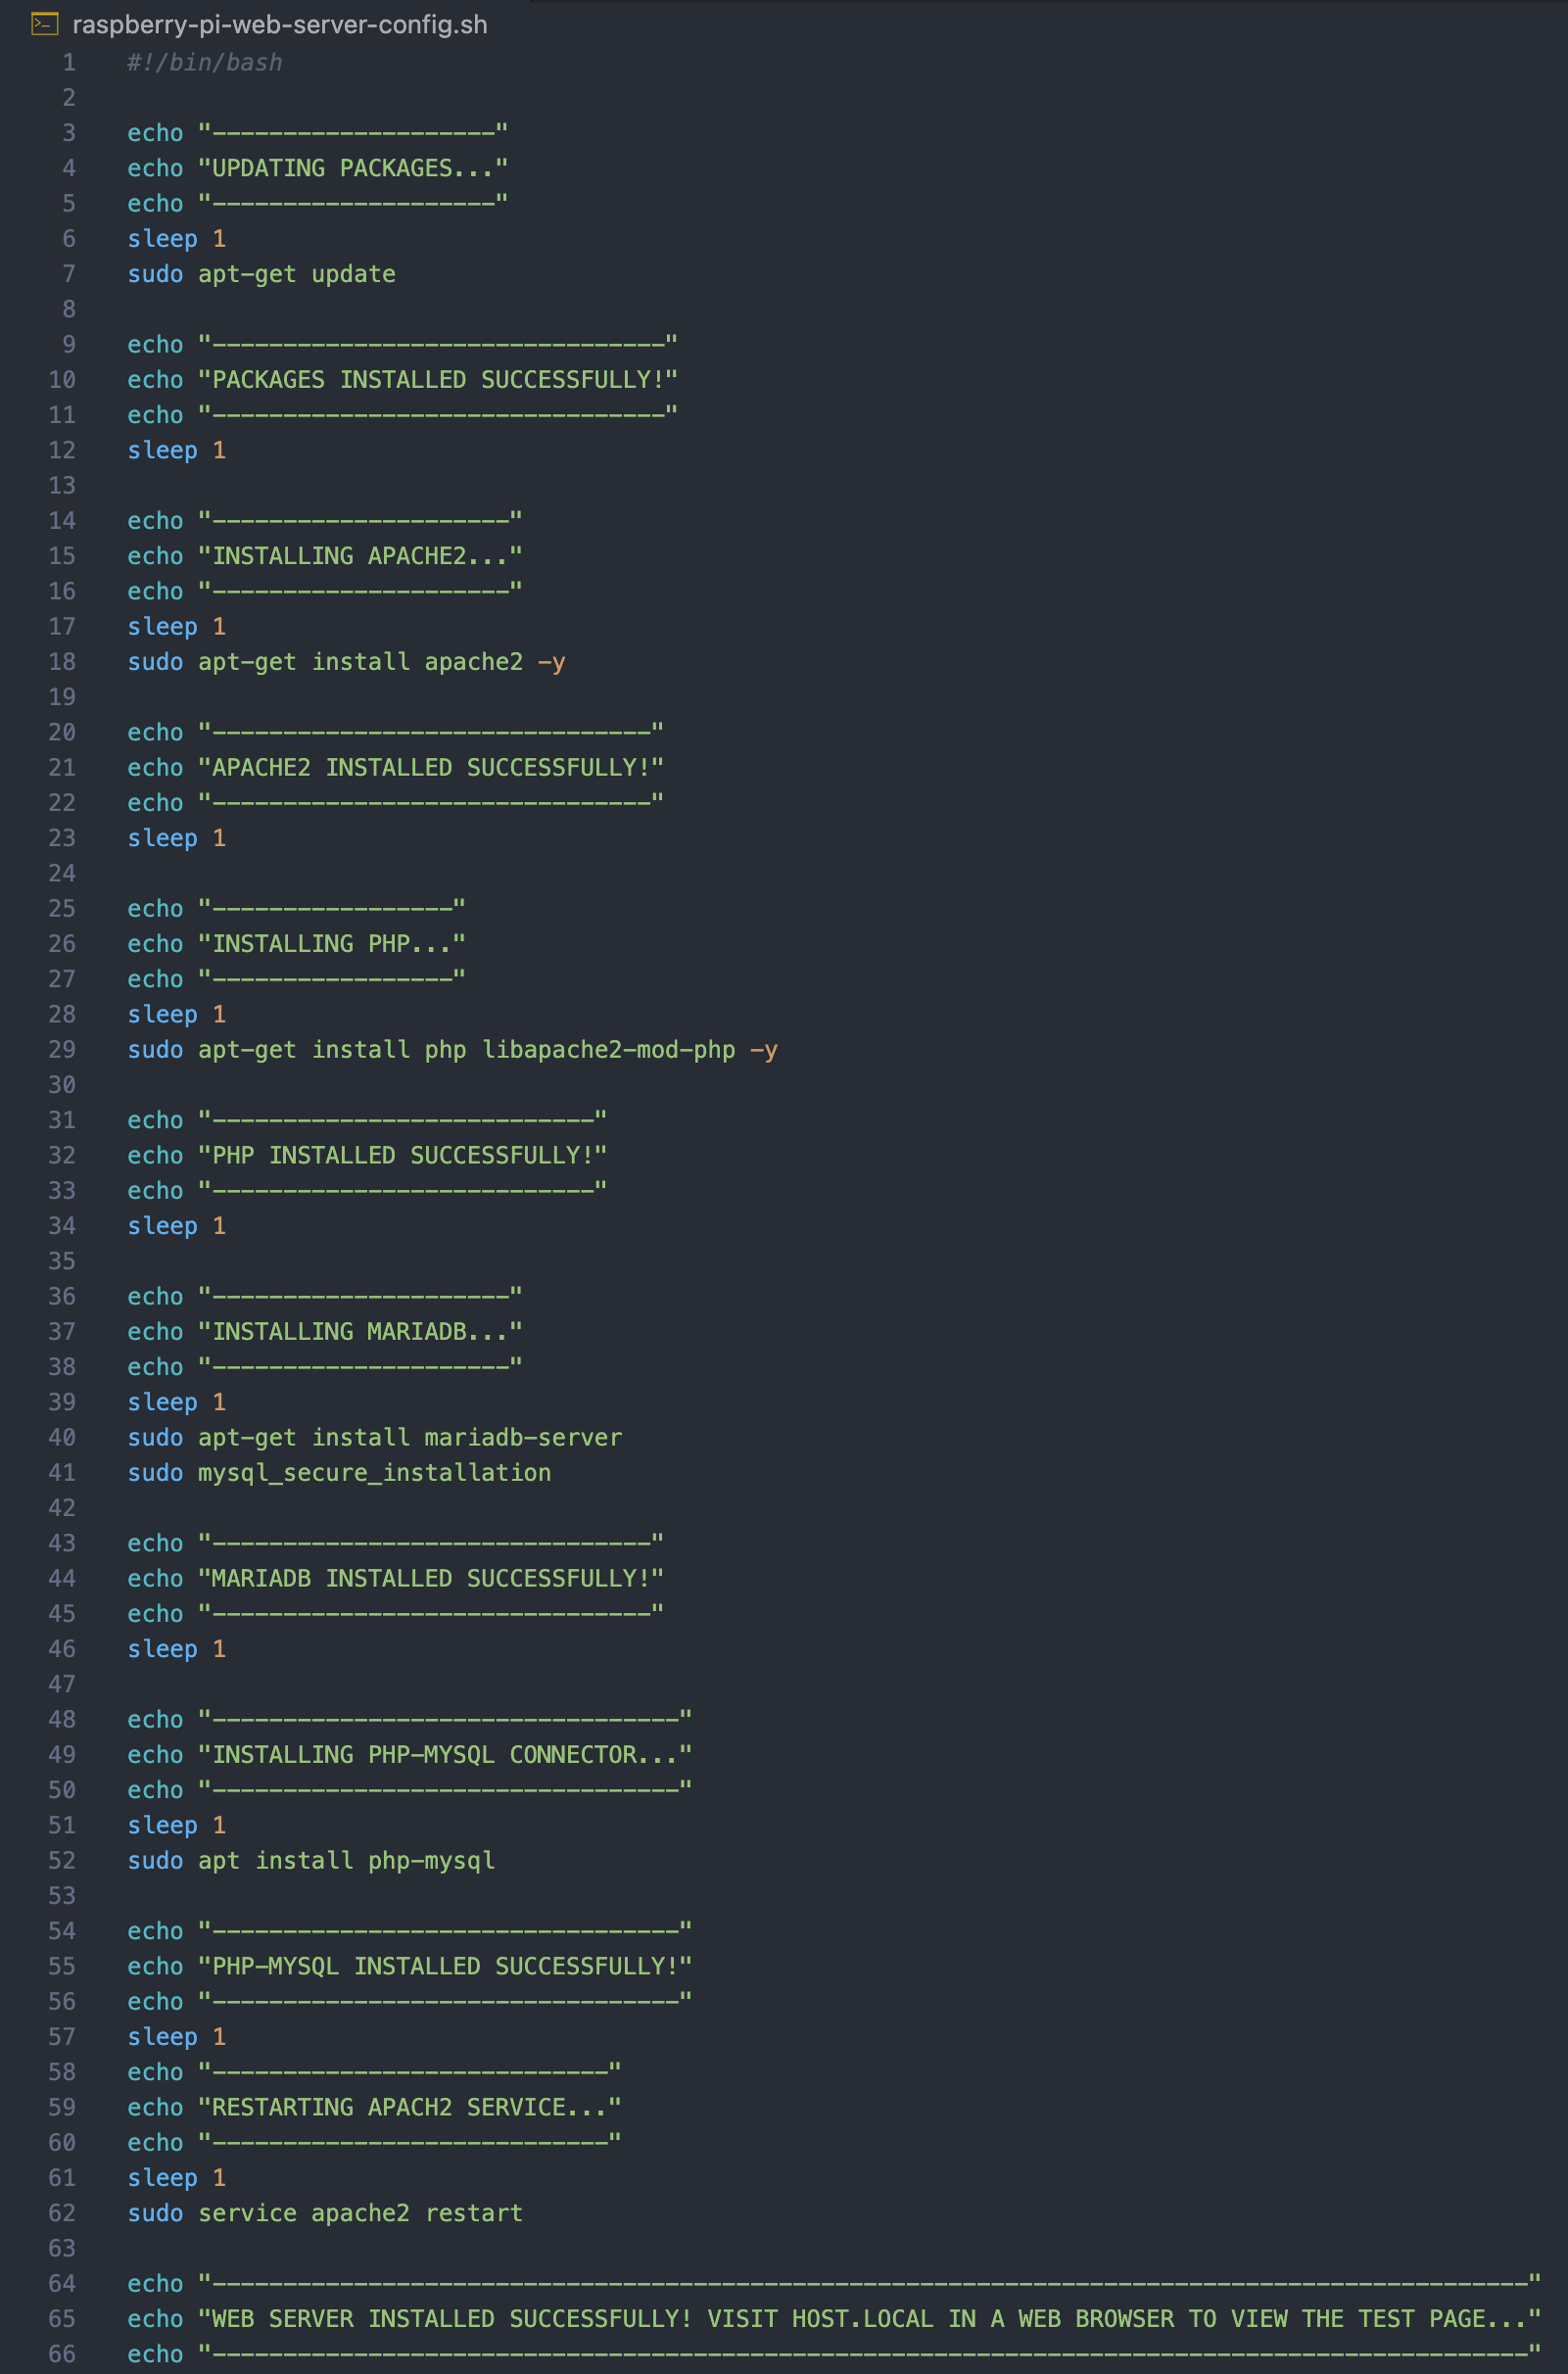 raspberry-pi-web-server-config.sh
1 #!/bin/bash
2
3 echo "--------------------"
4 echo "UPDATING PACKAGES..."
5 echo "--------------------"
6 sleep 1
7 sudo apt-get update
8
9 echo "--------------------------------"
10 echo "PACKAGES INSTALLED SUCCESSFULLY!"
11 echo "--------------------------------"
12 sleep 1
13
14 echo "---------------------"
15 echo "INSTALLING APACHE2..."
16 echo "---------------------"
17 sleep 1
18 sudo apt-get install apache2 -y
19
20 echo "-------------------------------"
21 echo "APACHE2 INSTALLED SUCCESSFULLY!"
22 echo "-------------------------------"
23 sleep 1
24
25 echo "-----------------"
26 echo "INSTALLING PHP..."
27 echo "-----------------"
28 sleep 1
29 sudo apt-get install php libapache2-mod-php -y
30
31 echo "---------------------------"
32 echo "PHP INSTALLED SUCCESSFULLY!"
33 echo "---------------------------"
34 sleep 1
35
36 echo "---------------------"
37 echo "INSTALLING MARIADB..."
38 echo "---------------------"
39 sleep 1
40 sudo apt-get install mariadb-server
41 sudo mysql_secure_installation
42
43 echo "-------------------------------"
44 echo "MARIADB INSTALLED SUCCESSFULLY!"
45 echo "-------------------------------"
46 sleep 1
47
48 echo "---------------------------------"
49 echo "INSTALLING PHP-MYSQL CONNECTOR..."
50 echo "---------------------------------"
51 sleep 1
52 sudo apt install php-mysql
53
54 echo "---------------------------------"
55 echo "PHP-MYSQL INSTALLED SUCCESSFULLY!"
56 echo "---------------------------------"
57 sleep 1
58 echo "----------------------------"
59 echo "RESTARTING APACH2 SERVICE..."
60 echo "----------------------------"
61 sleep 1
62 sudo service apache2 restart
63
64 echo "---------------------------------------------------------------------------------------------"
65 echo "WEB SERVER INSTALLED SUCCESSFULLY! VISIT HOST.LOCAL IN A WEB BROWSER TO VIEW THE TEST PAGE..."
66 echo "---------------------------------------------------------------------------------------------"